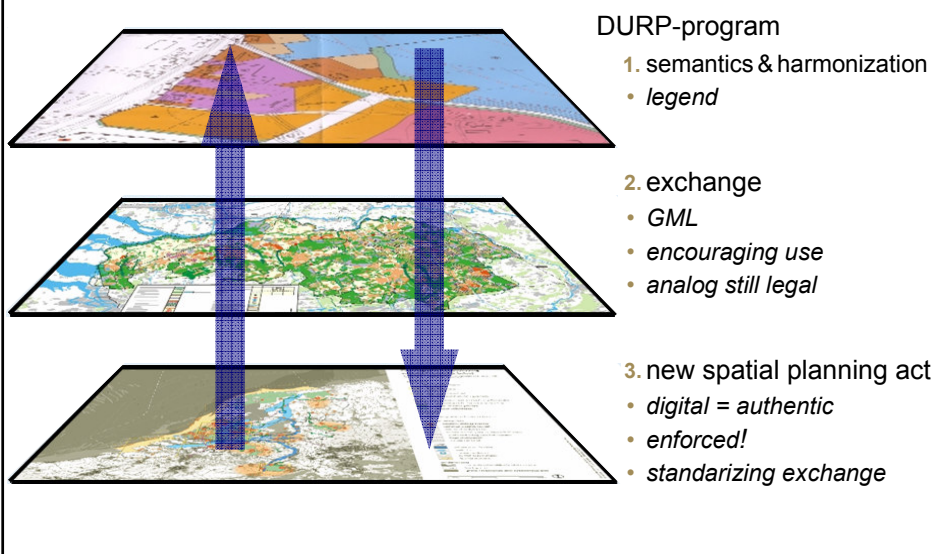 DURP-program
1. semantics & harmonization
• legend
2. exchange
• GML
• encouraging use
• analog still legal
3. new spatial planning act
• digital = authentic
• enforced!
• standarizing exchange